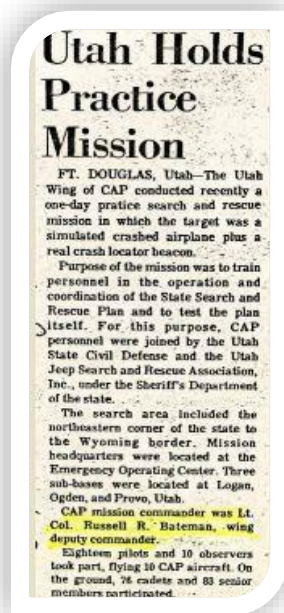 Utah Holds
Practice
Mission
FT. DOUGLAS, Utah—The Utah
Wing of CAP conducted recently a
one-day pratice search and rescue
mission in which the target was a
simulated crashed airplane plus a
real crash locator beacon.
Purpose of the mission was to train
personnel in the operation and
coordination of the State Search and
Rescue Plan and to test the plan
itself. For this purpose, CAP
personnel were joined by the Utah
State Civil Defense and the Utah
Jeep Search and Rescue Association,
Inc., under the Sheriff's Department
of the state.
The search area included the
northeastern corner of the state to
the Wyoming border. Mission
headquarters were located at the
Emergency Operating Center. Three
sub-bases were located at Logan,
Ogden, and Provo, Utah.
CAP mission commander was Lt.
Col. Russell R. Bateman, wing
deputy commander.
Eighteen pilots and 10 observers
took part, flying 10 CAP aircraft. On
the ground, 76 cadets and 83 senior
members participated.